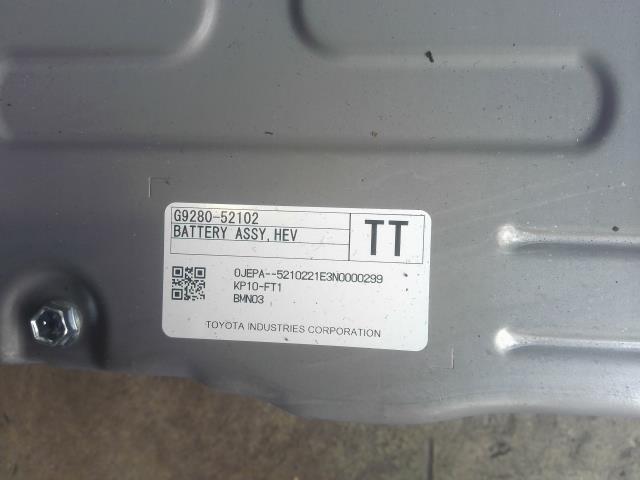 G9280-52102
BATTERY ASSY,HEV
TT
0JEPA--5210221E3N0000299
KP10-FT1
BMN03
TOYOTA INDUSTRIES CORPORATION